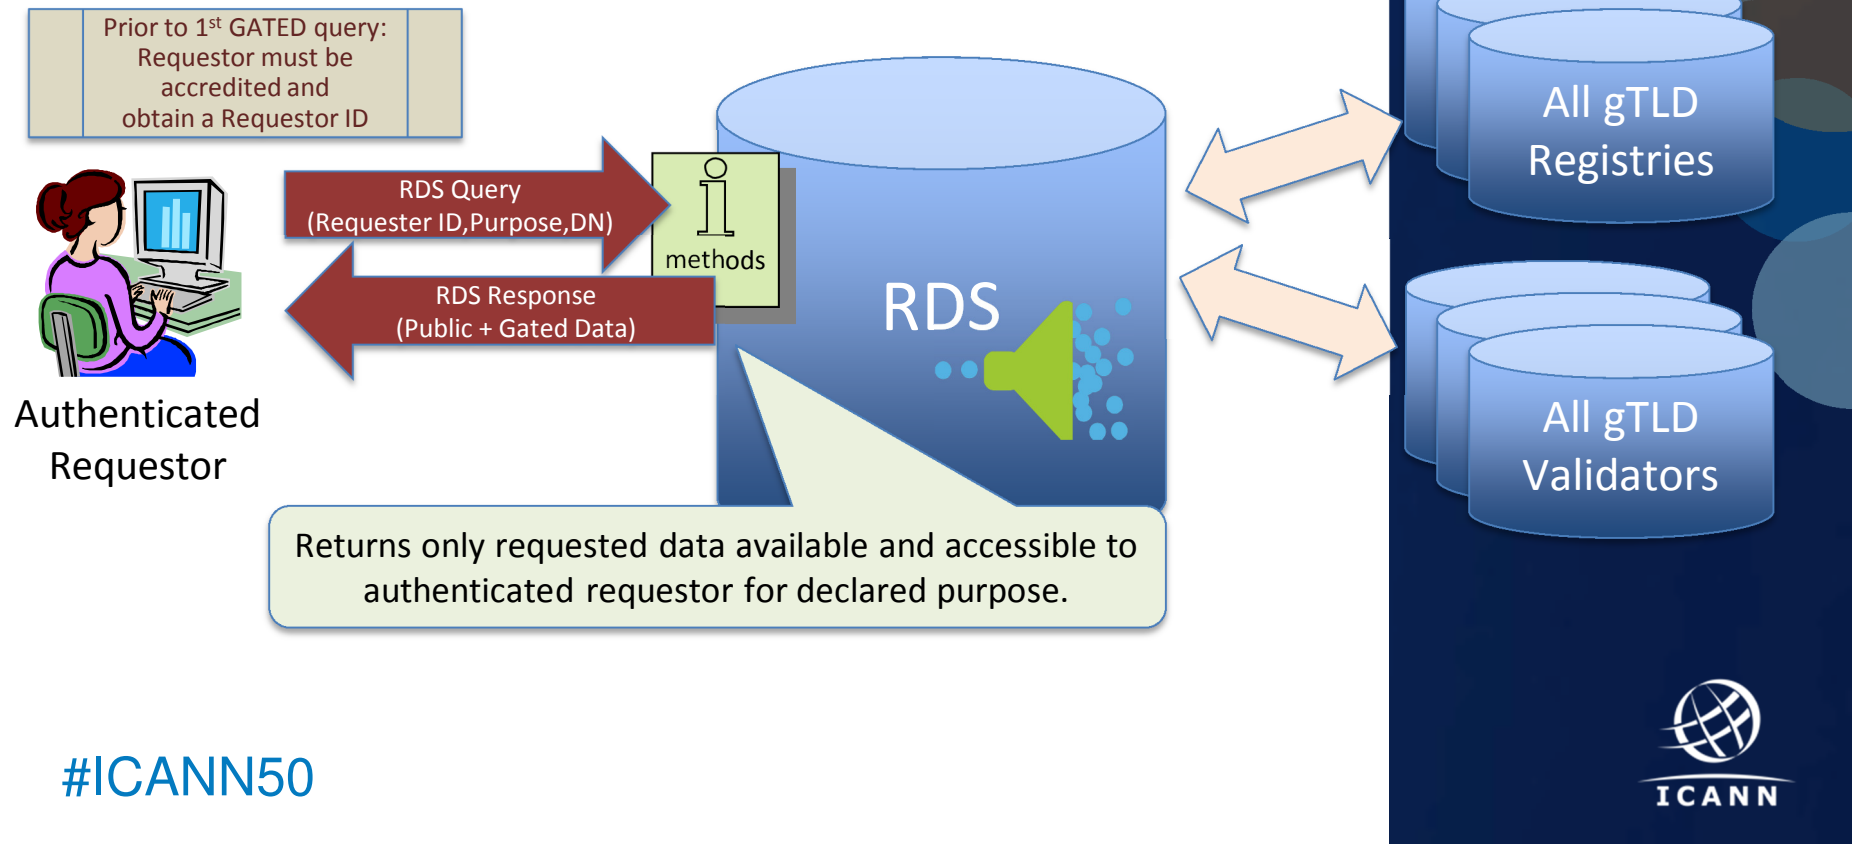 Prior to 1st GATED query:
Requestor must be
accredited and
obtain a Requestor ID
RDS Query
(Requester ID,Purpose,DN)
methods
RDS Response
(Public + Gated Data)
RDS
All gTLD
Registries
All gTLD
Validators
Authenticated
Requestor
Returns only requested data available and accessible to
authenticated requestor for declared purpose.
#ICANN50
ICANN